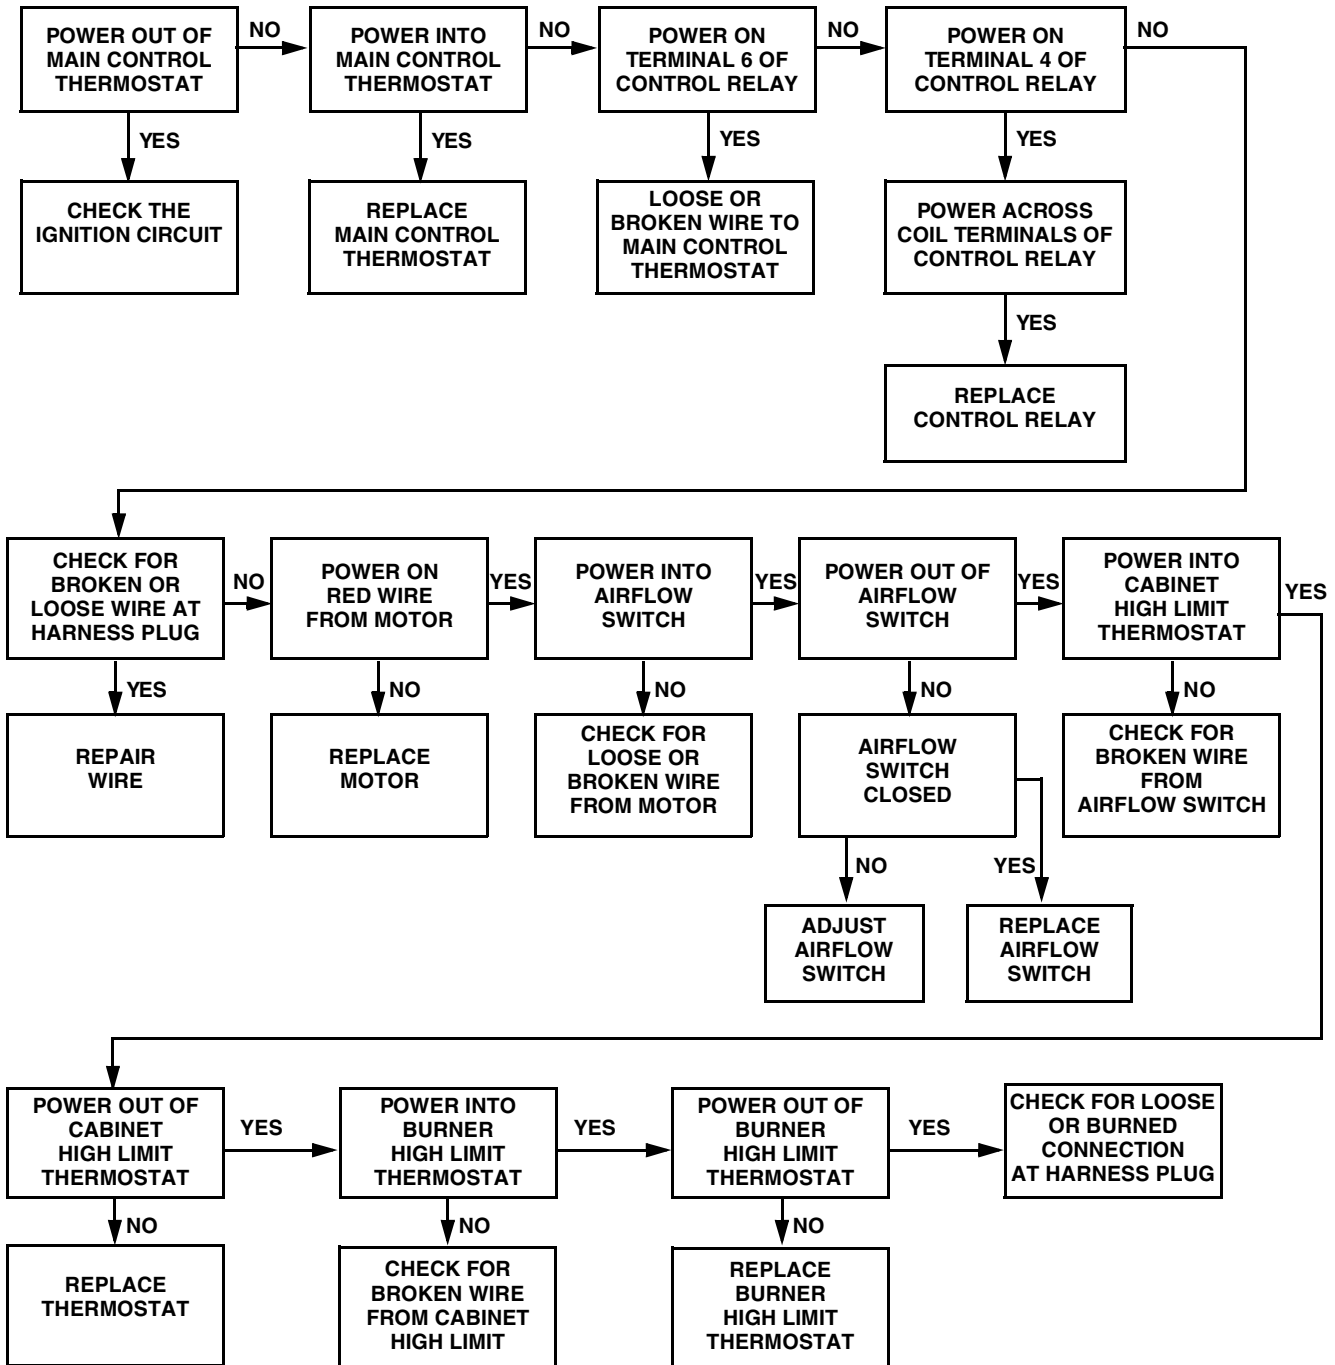 POWER OUT OF
MAIN CONTROL
THERMOSTAT
NO
POWER INTO
MAIN CONTROL
THERMOSTAT
NO
POWER ON
TERMINAL 6 OF
CONTROL RELAY
NO
POWER ON
TERMINAL 4 OF
CONTROL RELAY
NO
YES
YES
YES
YES
CHECK THE
IGNITION CIRCUIT
REPLACE
MAIN CONTROL
THERMOSTAT
LOOSE OR
BROKEN WIRE TO
MAIN CONTROL
THERMOSTAT
POWER ACROSS
COIL TERMINALS OF
CONTROL RELAY
YES
REPLACE
CONTROL RELAY
CHECK FOR
BROKEN OR
LOOSE WIRE AT
HARNESS PLUG
NO
POWER ON
RED WIRE
FROM MOTOR
YES
POWER INTO
AIRFLOW
SWITCH
YES
POWER OUT OF
AIRFLOW
SWITCH
YES
POWER INTO
CABINET
HIGH LIMIT
THERMOSTAT
YES
YES
NO
NO
NO
NO
REPAIR
WIRE
REPLACE
MOTOR
CHECK FOR
LOOSE OR
BROKEN WIRE
FROM MOTOR
AIRFLOW
SWITCH
CLOSED
CHECK FOR
BROKEN WIRE
FROM
AIRFLOW SWITCH
NO
YES
ADJUST
AIRFLOW
SWITCH
REPLACE
AIRFLOW
SWITCH
POWER OUT OF
CABINET
HIGH LIMIT
THERMOSTAT
YES
POWER INTO
BURNER
HIGH LIMIT
THERMOSTAT
YES
POWER OUT OF
BURNER
HIGH LIMIT
THERMOSTAT
YES
CHECK FOR LOOSE
OR BURNED
CONNECTION
AT HARNESS PLUG
NO
NO
NO
REPLACE
THERMOSTAT
CHECK FOR
BROKEN WIRE
FROM CABINET
HIGH LIMIT
REPLACE
BURNER
HIGH LIMIT
THERMOSTAT